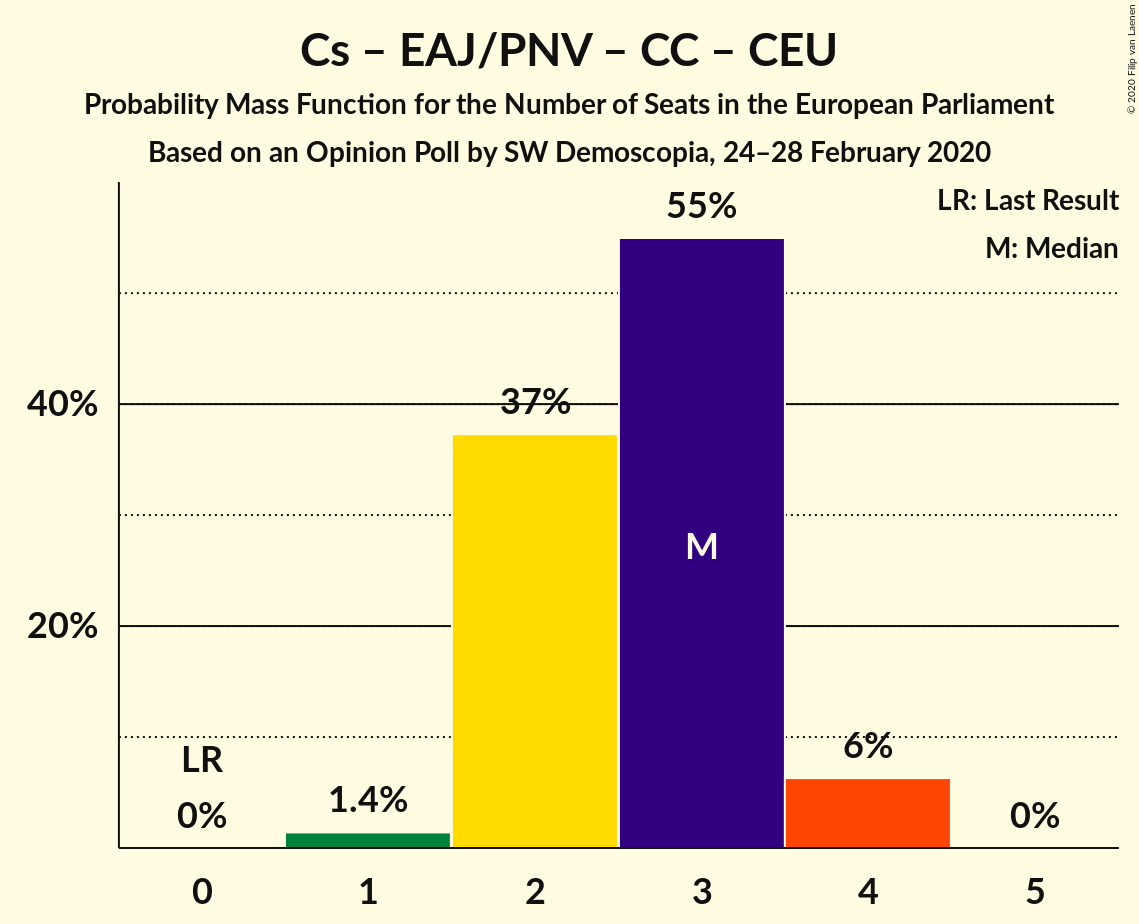 Cs – EAJ/PNV – CC – CEU
Probability Mass Function for the Number of Seats in the European Parliament
Based on an Opinion Poll by SW Demoscopia, 24–28 February 2020
© 2020 Filip van Laenen
LR: Last Result
M: Median
55%
40%
37%
M
20%
LR
6%
0%
1.4%
0%
0 1 2 3 4 5